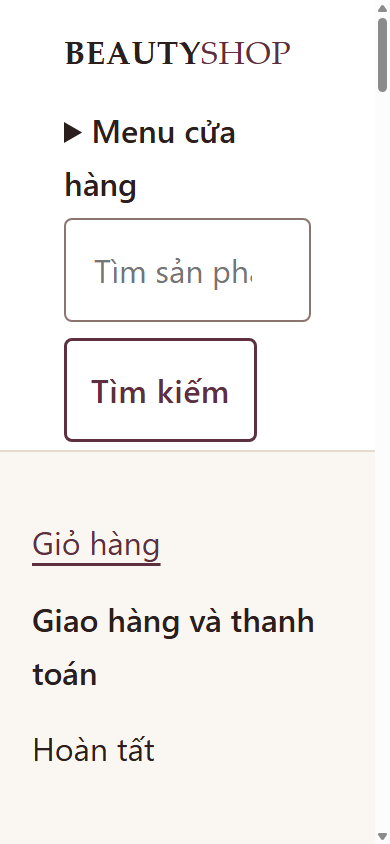 BEAUTYSHOP
Menu cửa
hàng
Tìm sản ph
Tìm kiếm
Giỏ hàng
Giao hàng và thanh
toán
Hoàn tất